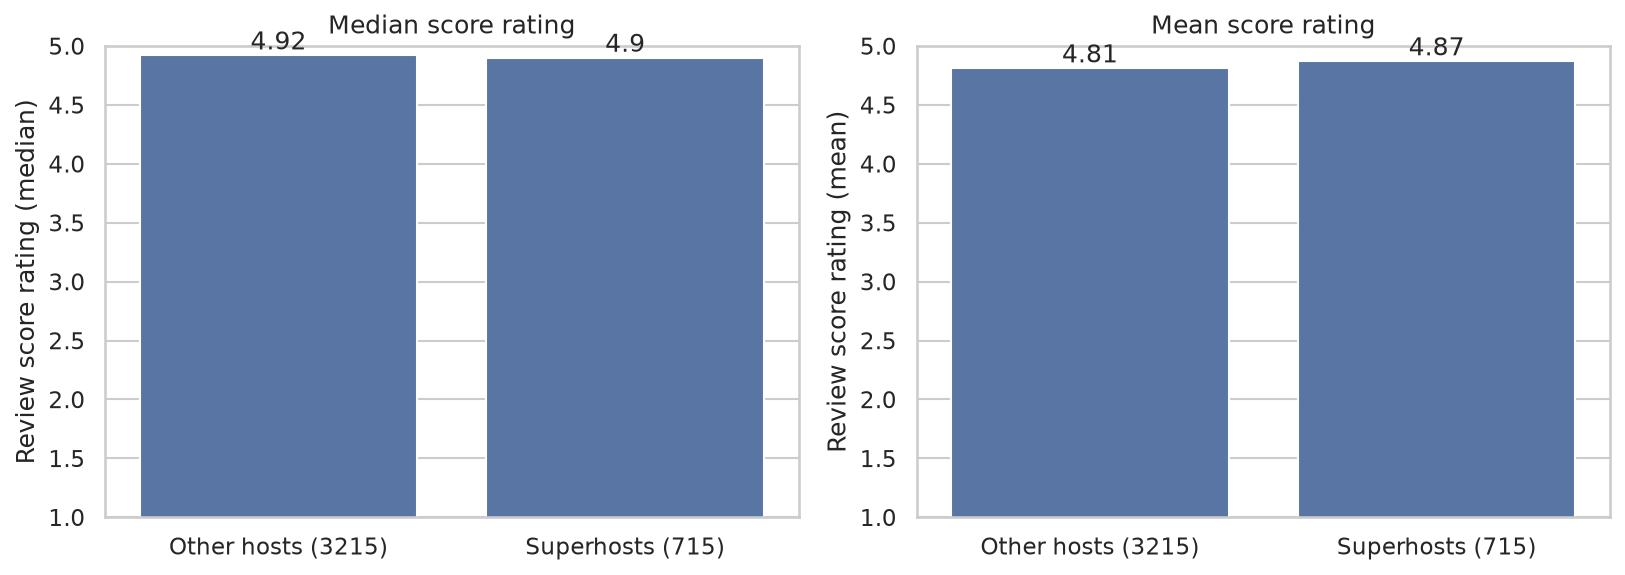 Median score rating
4.92
4.9
5.0
4.5
4.0
3.5
3.0
2.5
2.0
1.5
1.0
Review score rating (median)
Other hosts (3215)
Superhosts (715)
Mean score rating
4.81
4.87
5.0
4.5
4.0
3.5
3.0
2.5
2.0
1.5
1.0
Review score rating (mean)
Other hosts (3215)
Superhosts (715)